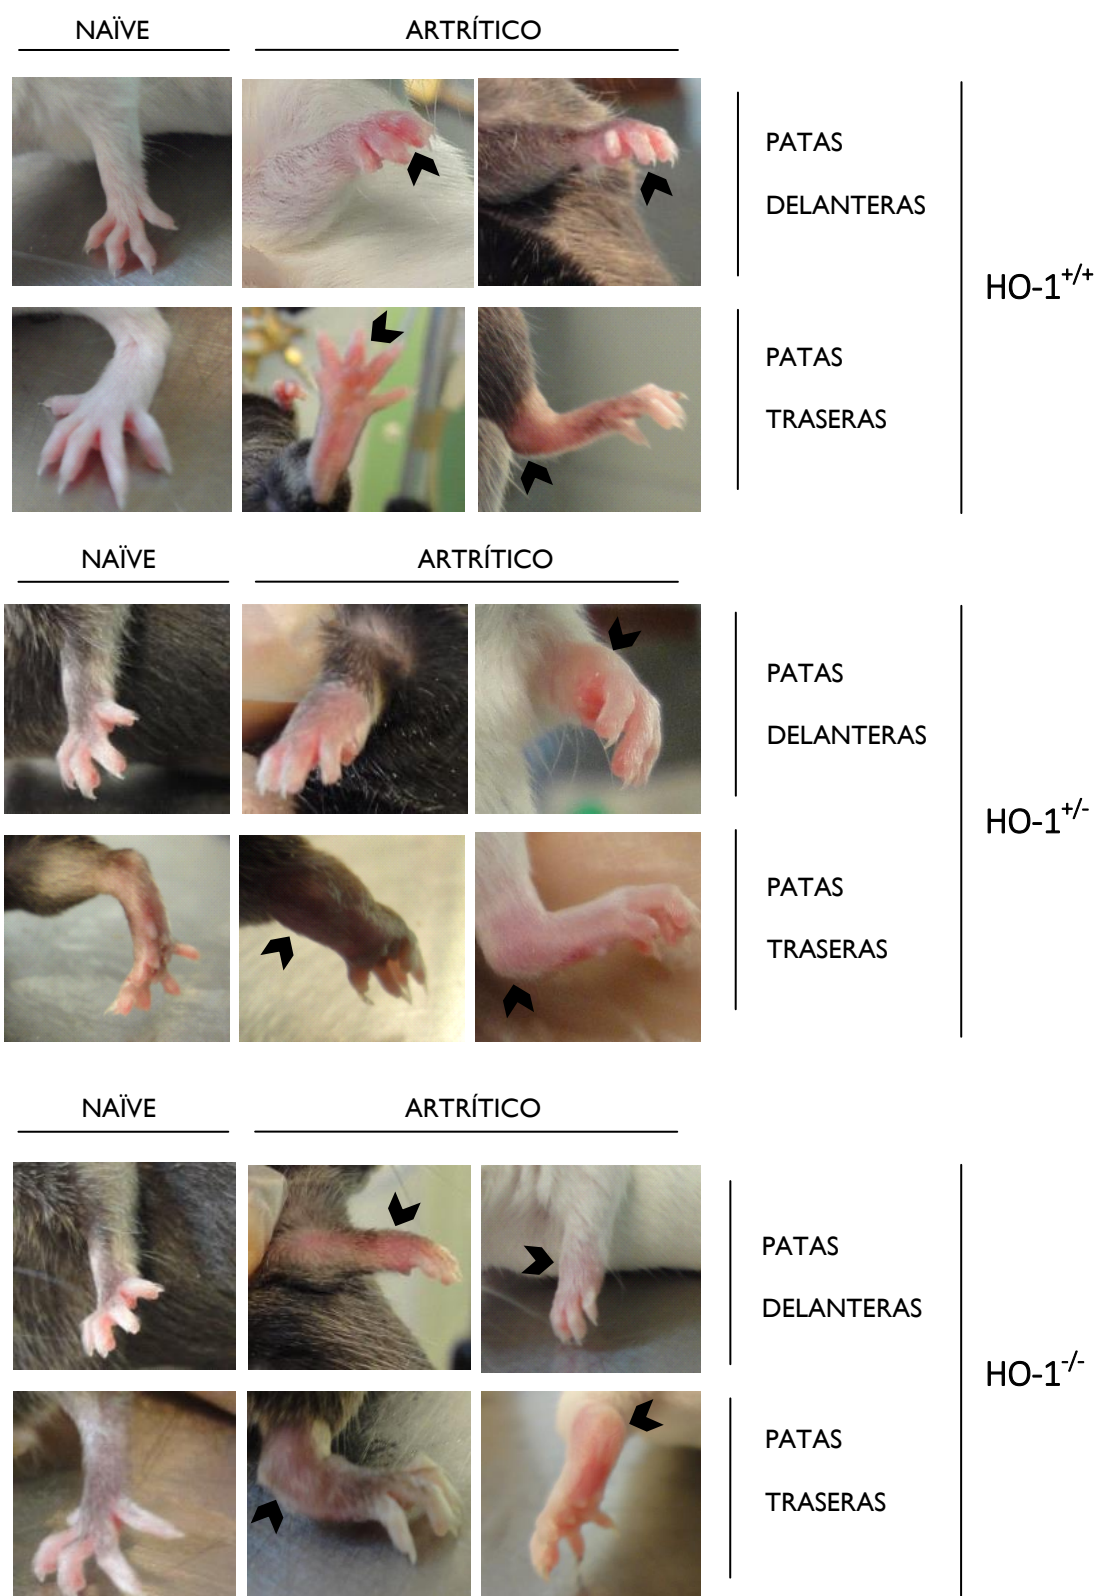 NAÏVE ARTRÍTICO
PATAS
DELANTERAS
HO-1+/+
PATAS
TRASERAS
NAÏVE ARTRÍTICO
PATAS
DELANTERAS
HO-1+/-
PATAS
TRASERAS
NAÏVE ARTRÍTICO
PATAS
DELANTERAS
HO-1-/-
PATAS
TRASERAS